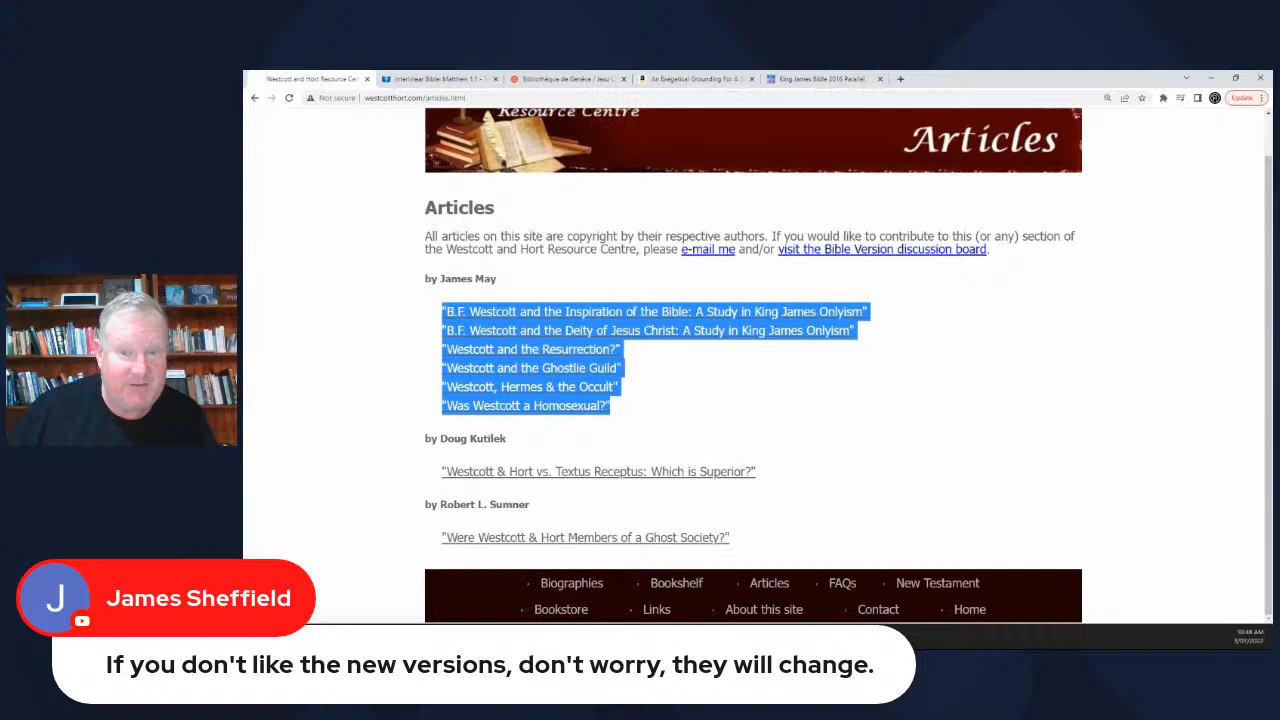 Westcott and Hort Resource Cen
Interlinear Bible: Matthew 1:1 -
Bibliothèque de Genève / Jesu
An Exegetical Grounding For A
King James Bible 2016 Parallel
Not secure
westcotthort.com/articles.html
Update
Resource Centre
Articles
Articles
All articles on this site are copyright by their respective authors. If you would like to contribute to this (or any) section of
the Westcott and Hort Resource Centre, please e-mail me and/or visit the Bible Version discussion board.
by James May
"B.F. Westcott and the Inspiration of the Bible: A Study in King James Onlyism"
"B.F. Westcott and the Deity of Jesus Christ: A Study in King James Onlyism"
"Westcott and the Resurrection?"
"Westcott and the Ghostlie Guild"
"Westcott, Hermes & the Occult"
"Was Westcott a Homosexual?"
by Doug Kutilek
"Westcott & Hort vs. Textus Receptus: Which is Superior?"
by Robert L. Sumner
"Were Westcott & Hort Members of a Ghost Society?"
Biographies Bookshelf Articles FAQs New Testament
Bookstore Links About this site Contact Home
10:48 AM
3/07/2022
J
James Sheffield
If you don't like the new versions, don't worry, they will change.